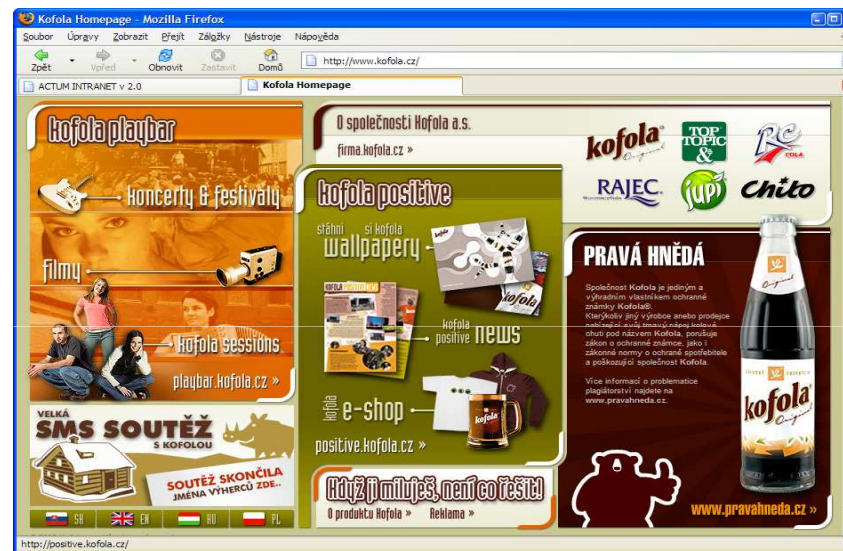 Kofola Homepage - Mozilla Firefox
Soubor Úpravy Zobrazit Přejít Záložky Nástroje Nápověda
Zpět Vpřed Obnovit Zastavit Domů http://www.kofola.cz/
ACTUM INTRANET v 2.0 Kofola Homepage
kofola playbar
koncerty & festivaly
filmy
kofola sessions
playbar.kofola.cz »
VELKÁ
SMS SOUTĚŽ
S KOFOLOU
SOUTĚŽ SKONČILA
JMÉNA VÝHERCŮ ZDE..
SK EN HU PL
O společnosti Kofola a.s.
firma.kofola.cz »
kofola positive
stáhni si kofola
wallpapery
kofola
positive news
kofola
e-shop
positive.kofola.cz »
Když ji miluješ, není co řešit!
O produktu Kofola » Reklama »
kofola
Original
TOP
TOPIC
&
RC
COLA
RAJEC
jupí
Chito
PRAVÁ HNĚDÁ
Společnost Kofola je jediným a
výhradním vlastníkem ochranné
známky Kofola®.
Kterýkoliv jiný výrobce anebo prodejce
nabízející svůj tmavý nápoj kolové
chuti pod názvem Kofola, porušuje
zákon o ochranné známce, jako i
zákonné normy o ochraně spotřebitele
a poškozující společnost Kofola.
Více informací o problematice
plagiátorství najdete na
www.pravahneda.cz.
Original
kofola
Original
www.pravahneda.cz »
http://positive.kofola.cz/